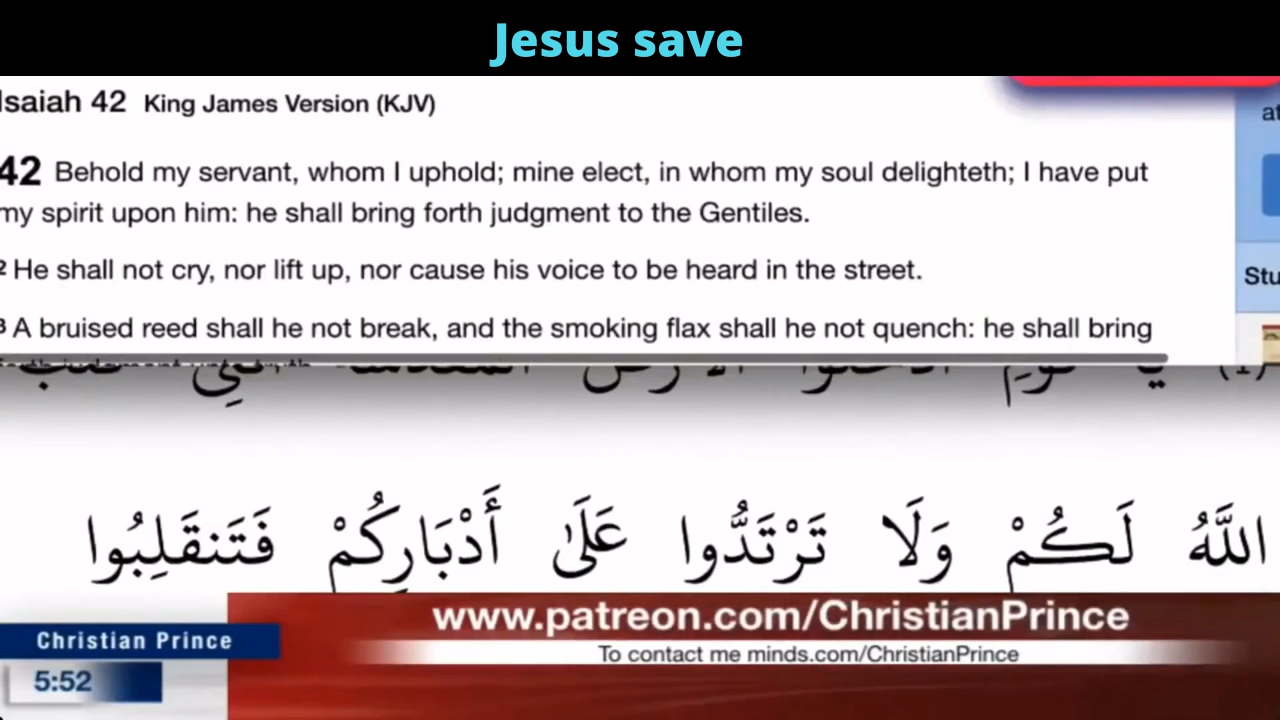 Jesus save
Isaiah 42 King James Version (KJV)
42 Behold my servant, whom I uphold; mine elect, in whom my soul delighteth; I have put
my spirit upon him: he shall bring forth judgment to the Gentiles.
2 He shall not cry, nor lift up, nor cause his voice to be heard in the street.
3 A bruised reed shall he not break, and the smoking flax shall he not quench: he shall bring
Stu
اللَّهُ لَكُمْ وَلَا تَرْتَدُّوا عَلَىٰ أَدْبَارِكُمْ فَتَنقَلِبُوا
www.patreon.com/ChristianPrince
Christian Prince
To contact me minds.com/ChristianPrince
5:52